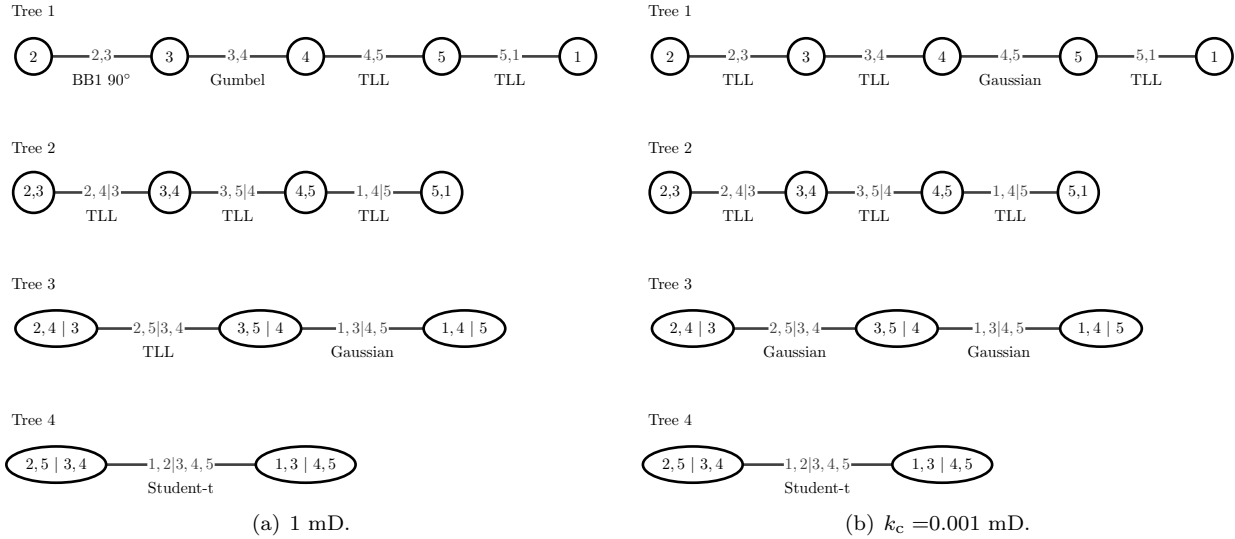 Tree 1
2 2,3 3 3,4 4 4,5 5 5,1 1
BB1 90° Gumbel TLL TLL
Tree 2
2,3 2, 4|3 3,4 3, 5|4 4,5 1, 4|5 5,1
TLL TLL TLL
Tree 3
2, 4 | 3 2, 5|3, 4 3, 5 | 4 1, 3|4, 5 1, 4 | 5
TLL Gaussian
Tree 4
2, 5 | 3, 4 1, 2|3, 4, 5 1, 3 | 4, 5
Student-t
(a) 1 mD.
Tree 1
2 2,3 3 3,4 4 4,5 5 5,1 1
TLL TLL Gaussian TLL
Tree 2
2,3 2, 4|3 3,4 3, 5|4 4,5 1, 4|5 5,1
TLL TLL TLL
Tree 3
2, 4 | 3 2, 5|3, 4 3, 5 | 4 1, 3|4, 5 1, 4 | 5
Gaussian Gaussian
Tree 4
2, 5 | 3, 4 1, 2|3, 4, 5 1, 3 | 4, 5
Student-t
(b) kc =0.001 mD.